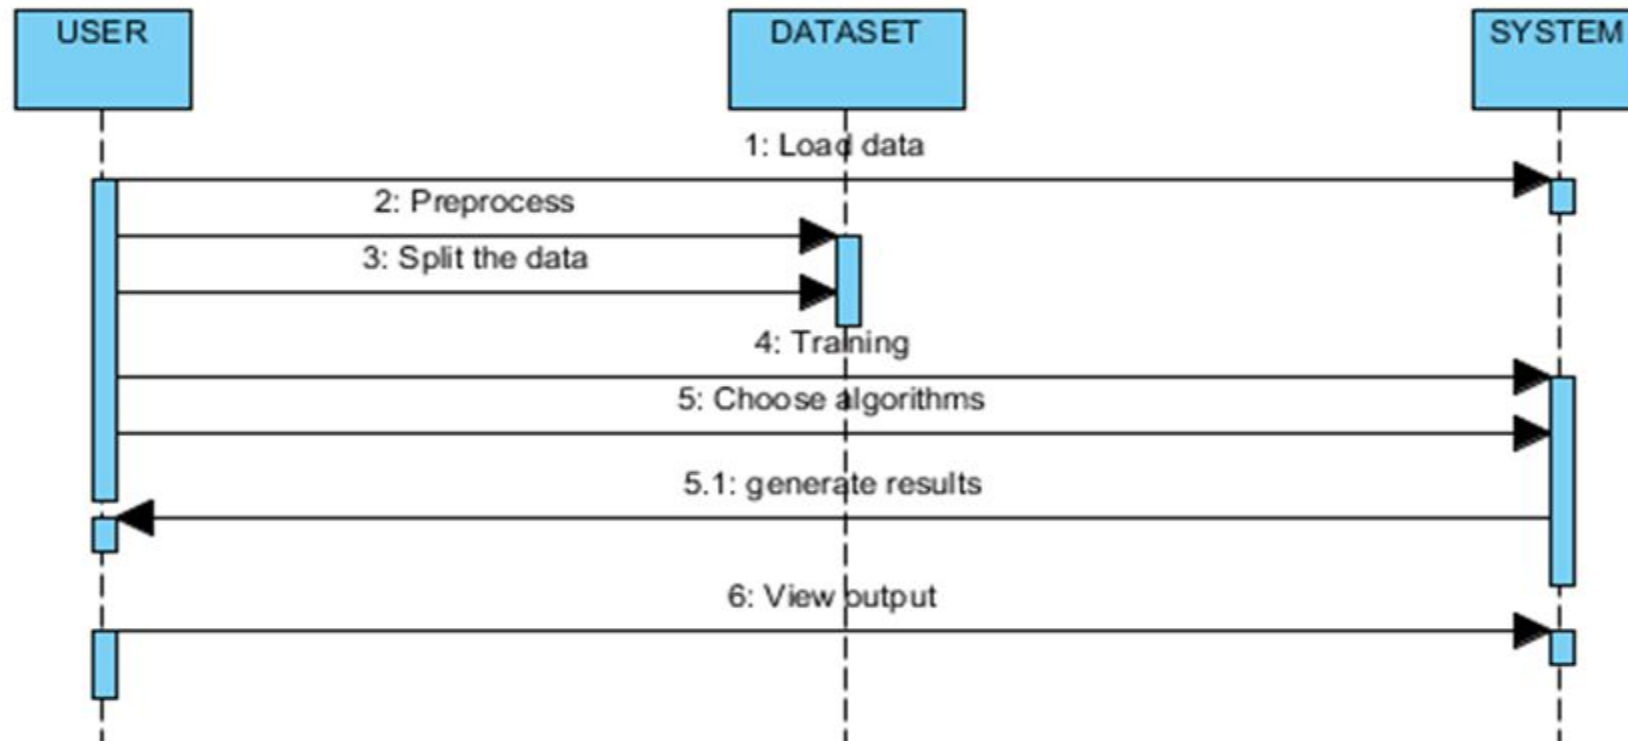 USER
DATASET
SYSTEM
1: Load data
2: Preprocess
3: Split the data
4: Training
5: Choose algorithms
5.1: generate results
6: View output